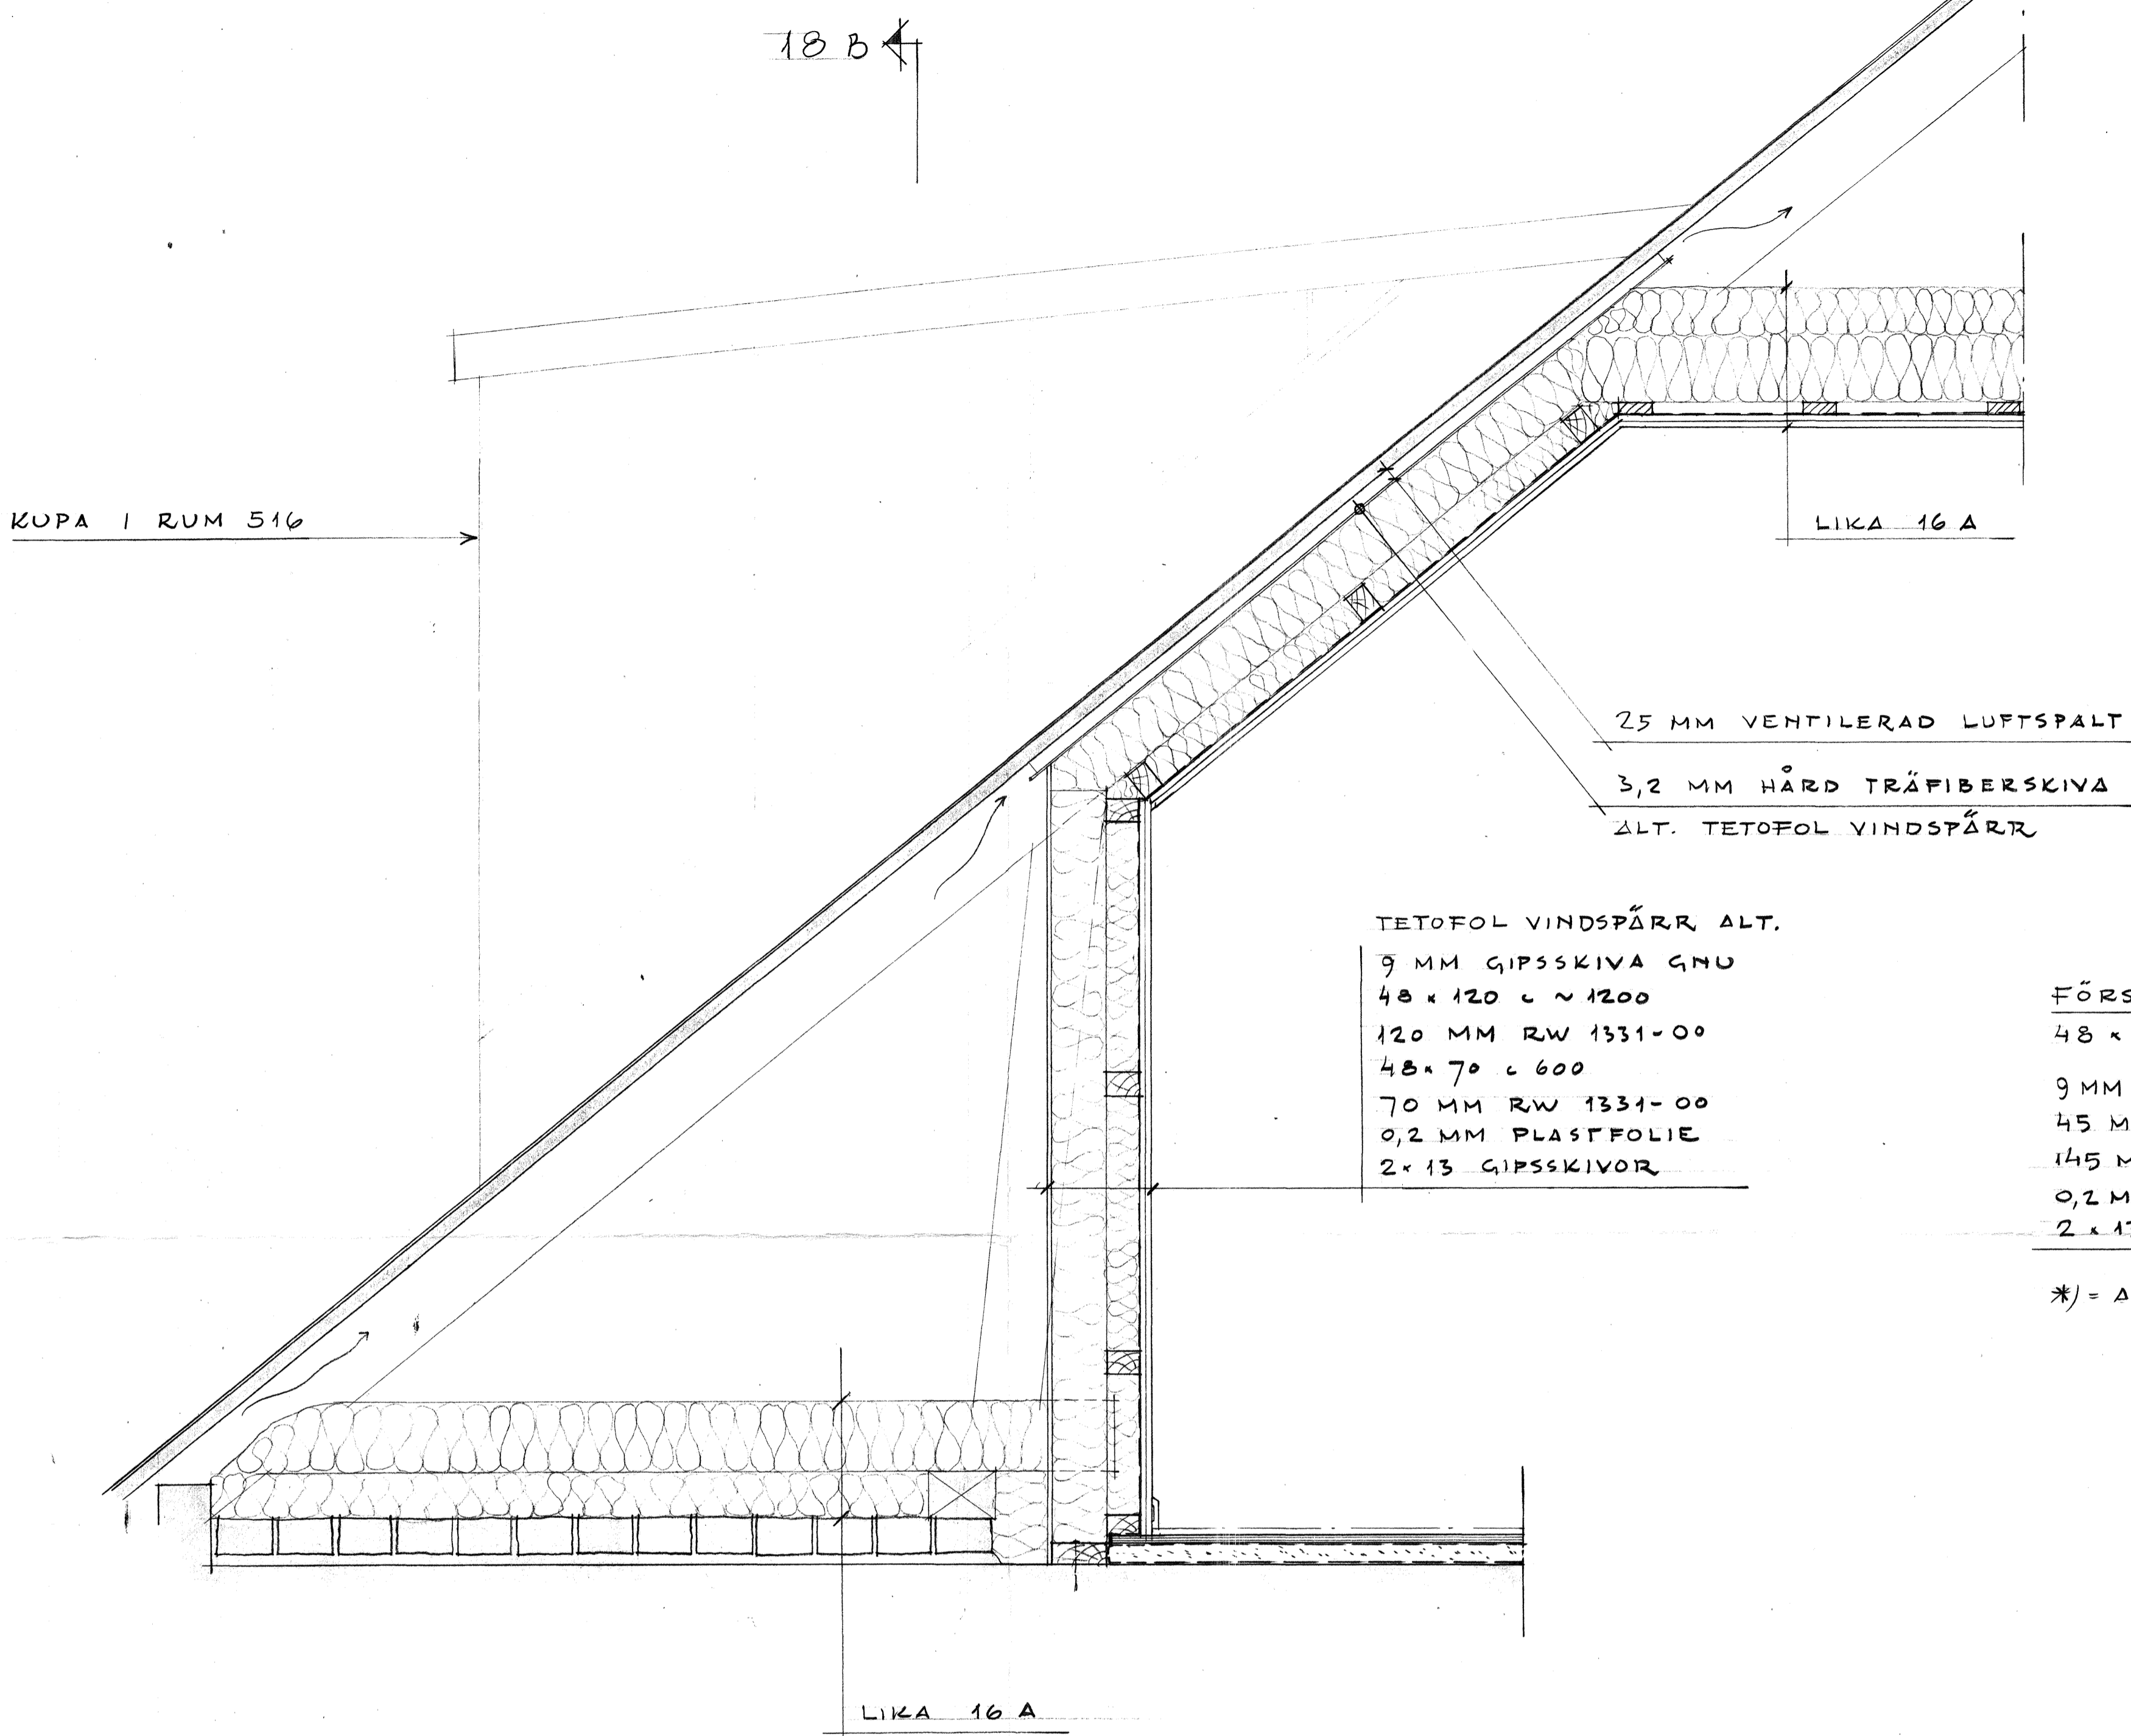 18 B
KUPA I RUM 516
LIKA 16 A
25 MM VENTILERAD LUFTSPALT
3,2 MM HÅRD TRÄFIBERSKIVA
ALT. TETOFOL VINDSPÄRR
TETOFOL VINDSPÄRR ALT.
9 MM GIPSSKIVA GNU
48 x 120 c ~ 1200
120 MM RW 1331-00
48 x 70 c 600
70 MM RW 1331-00
0,2 MM PLASTFOLIE
2 x 13 GIPSSKIVOR
FÖRS
48 x
9 MM
45 M
145 M
0,2 M
2 x 1
*) = A
LIKA 16 A